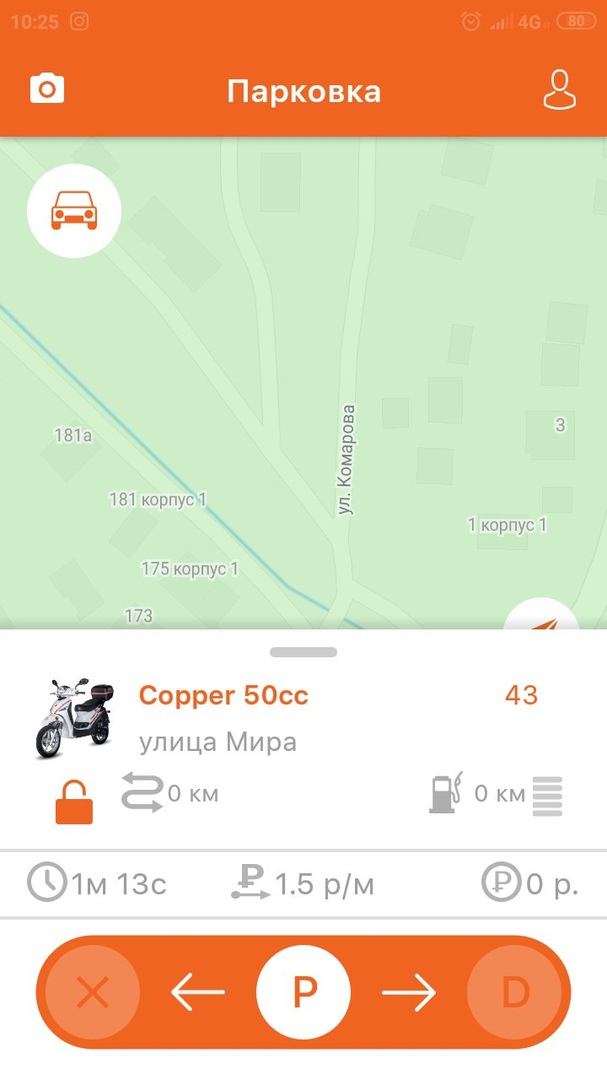 10:25 4G 80
Парковка
181а
ул. Комарова
3
181 корпус 1
1 корпус 1
175 корпус 1
173
Copper 50cc 43
улица Мира
0 км 0 км
1м 13с ₽ 1.5 р/м ₽ 0 р.
P D